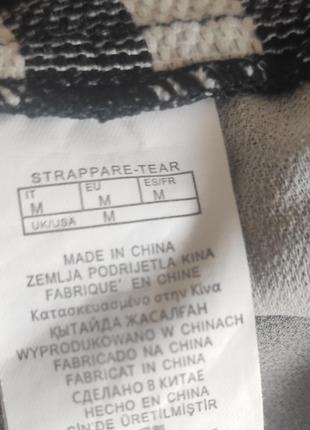 STRAPPARE-TEAR
IT EU ES/FR
M M M
UK/USA M
MADE IN CHINA
ZEMLJA PODRIJETLA KINA
FABRIQUE' EN CHINE
Κατασκευασμένο στην Κίνα
ҚЫТАЙДА ЖАСАЛҒАН
WYPRODUKOWANO W CHINACH
FABRICADO NA CHINA
FABRICAT IN CHINA
СДЕЛАНО В КИТАЕ
HECHO EN CHINA
ÇİN'DE ÜRETİLMİŞTİR